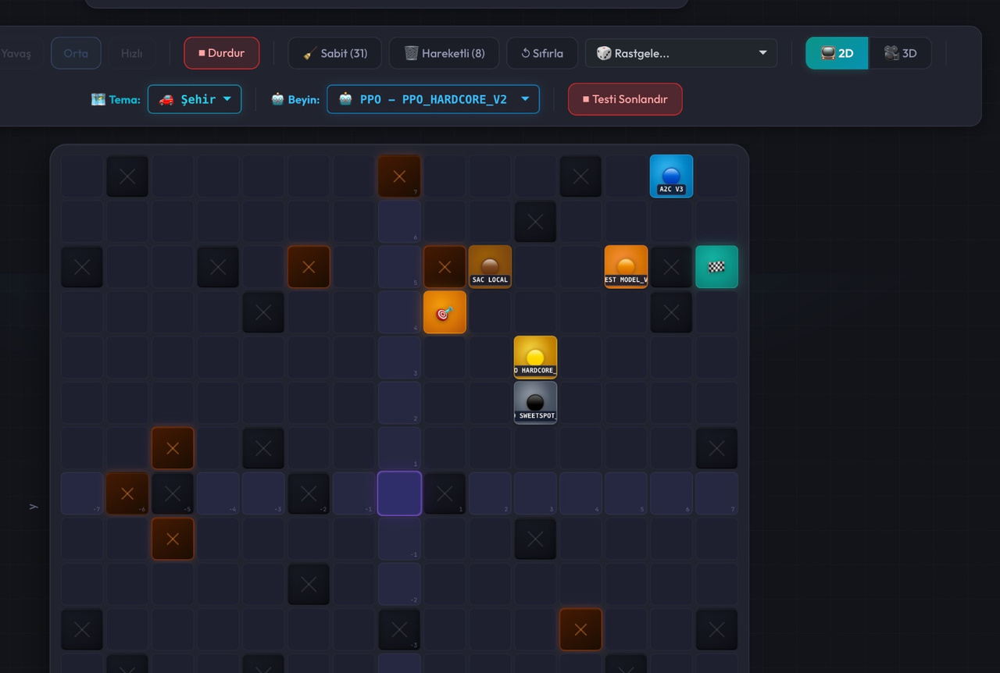 Yavaş Orta Hızlı ■ Durdur 🧹 Sabit (31) 🗑️ Hareketli (8) ↺ Sıfırla 🎲 Rastgele... 📺 2D 🎥 3D
🗺️ Tema: 🚗 Şehir 🤖 Beyin: 🤖 PPO – PPO_HARDCORE_V2 ■ Testi Sonlandır
7 A2C V3
6
5 SAC LOCAL EST MODEL_V
4
3 O HARDCORE_
2 SWEETSPOT_
1
-7 -6 -5 -4 -3 -2 -1 1 2 3 4 5 6 7
y
-1
-2
-3